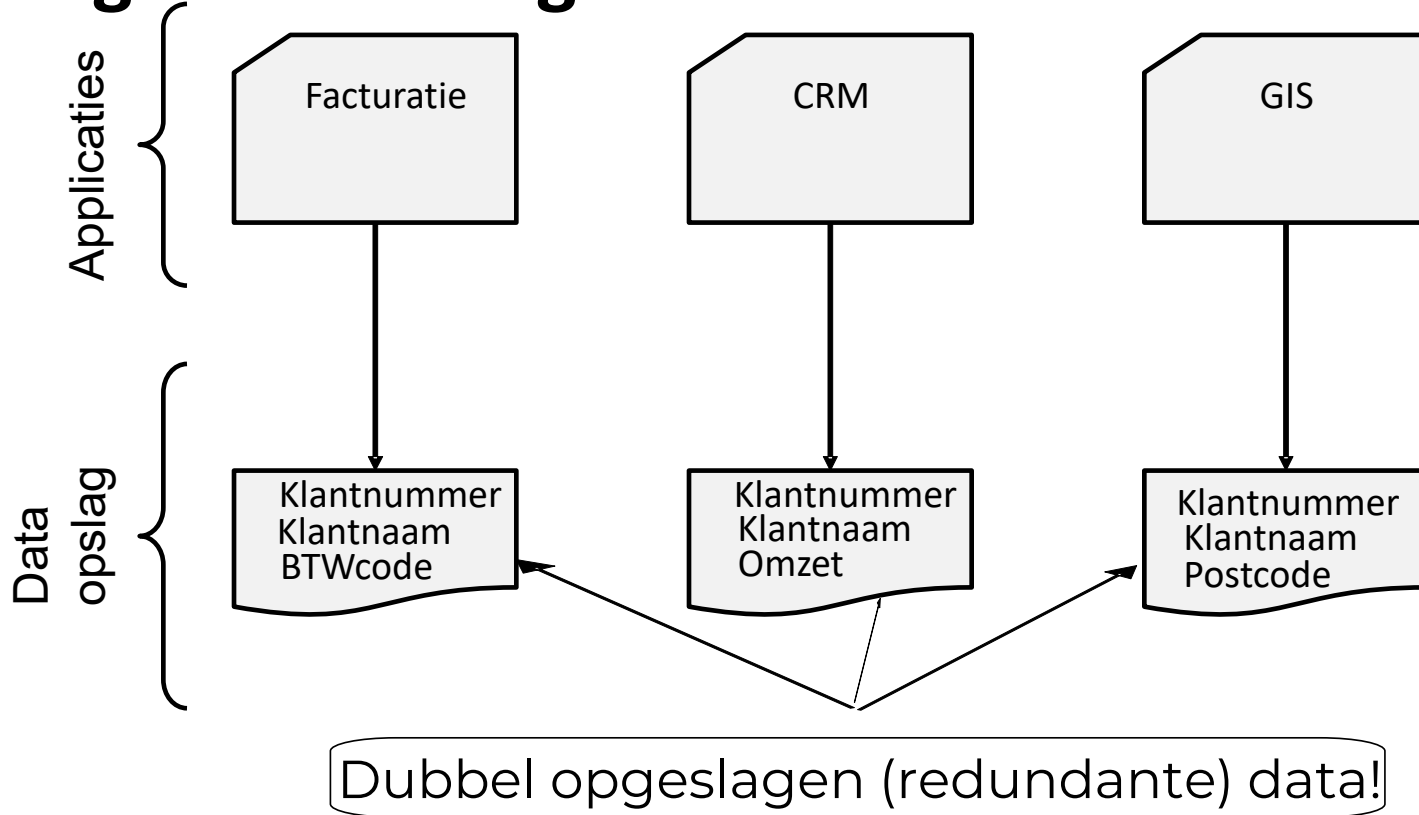 Applicaties
Facturatie
CRM
GIS
Data
opslag
Klantnummer
Klantnaam
BTWcode
Klantnummer
Klantnaam
Omzet
Klantnummer
Klantnaam
Postcode
Dubbel opgeslagen (redundante) data!